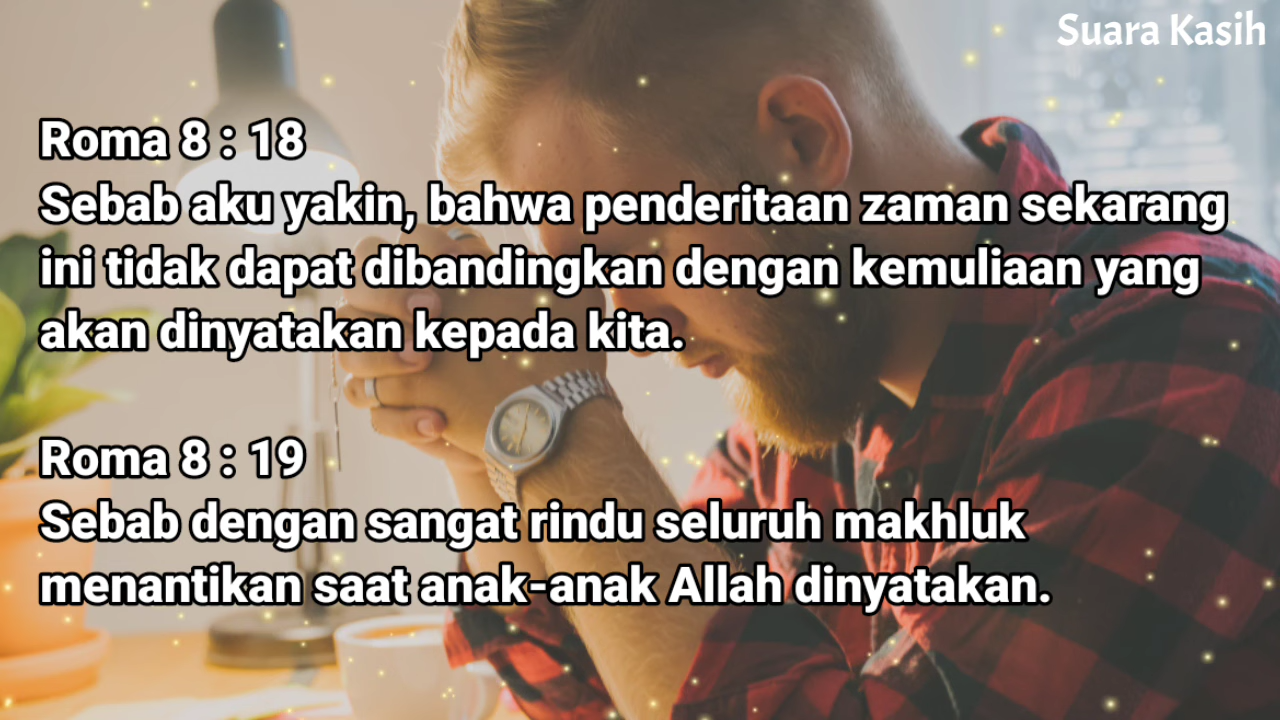 Suara Kasih
Roma 8 : 18
Sebab aku yakin, bahwa penderitaan zaman sekarang
ini tidak dapat dibandingkan dengan kemuliaan yang
akan dinyatakan kepada kita.
Roma 8 : 19
Sebab dengan sangat rindu seluruh makhluk
menantikan saat anak-anak Allah dinyatakan.